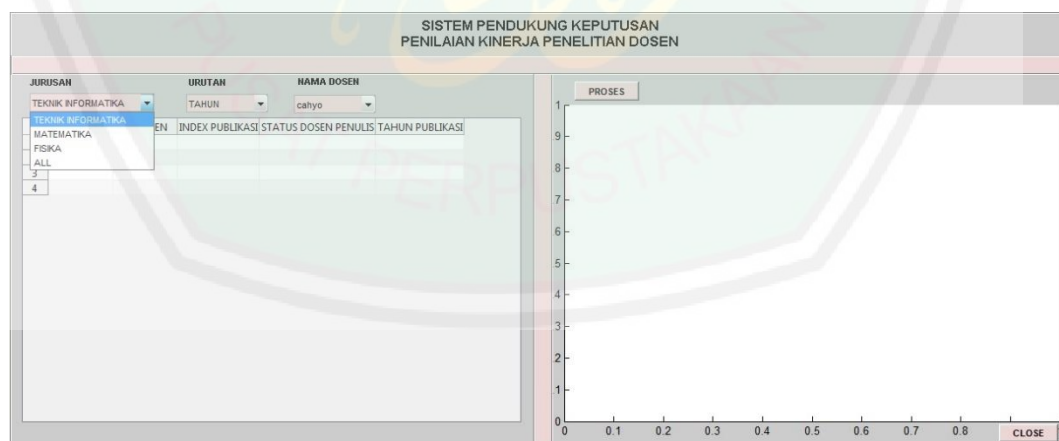 SISTEM PENDUKUNG KEPUTUSAN
PENILAIAN KINERJA PENELITIAN DOSEN
JURUSAN URUTAN NAMA DOSEN
TEKNIK INFORMATIKA TAHUN cahyo
TEKNIK INFORMATIKA
MATEMATIKA
FISIKA
ALL
EN INDEX PUBLIKASI STATUS DOSEN PENULIS TAHUN PUBLIKASI
3
4
PROSES
1
9
8
7
6
5
4
3
2
1
0
0 0.1 0.2 0.3 0.4 0.5 0.6 0.7 0.8
CLOSE
PERPUSTAKAAN